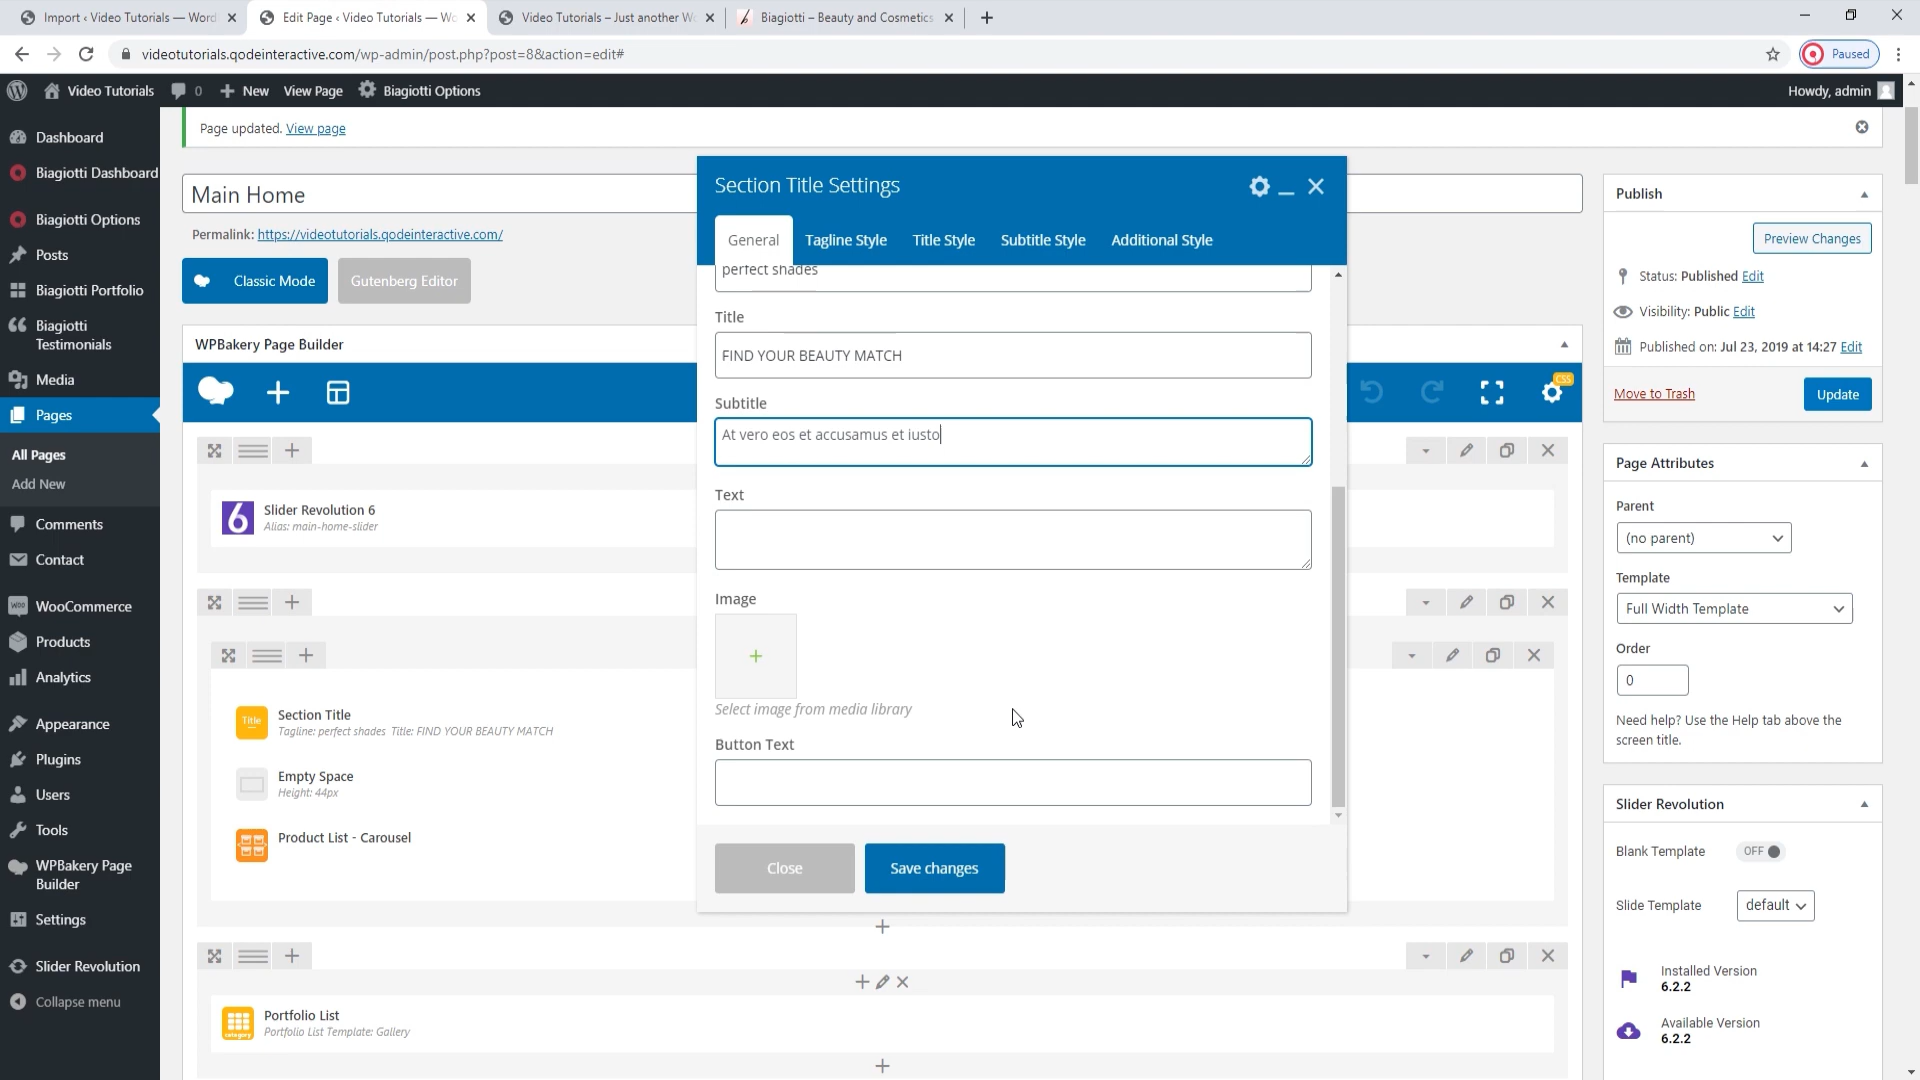 Import ‹ Video Tutorials — Word
Edit Page ‹ Video Tutorials — Wo
Video Tutorials – Just another Wo
Biagiotti – Beauty and Cosmetics
videotutorials.qodeinteractive.com/wp-admin/post.php?post=8&action=edit#
Paused
Video Tutorials
0
New
View Page
Biagiotti Options
Howdy, admin
Dashboard
Biagiotti Dashboard
Biagiotti Options
Posts
Biagiotti Portfolio
Biagiotti
Testimonials
Media
Pages
All Pages
Add New
Comments
Contact
WooCommerce
Products
Analytics
Appearance
Plugins
Users
Tools
WPBakery Page
Builder
Settings
Slider Revolution
Collapse menu
Page updated. View page
Main Home
Permalink: https://videotutorials.qodeinteractive.com/
Classic Mode
Gutenberg Editor
WPBakery Page Builder
CSS
6
Slider Revolution 6
Alias: main-home-slider
Title
Section Title
Tagline: perfect shades Title: FIND YOUR BEAUTY MATCH
Empty Space
Height: 44px
Product List - Carousel
category
Portfolio List
Portfolio List Template: Gallery
Section Title Settings
General
Tagline Style
Title Style
Subtitle Style
Additional Style
perfect shades
Title
FIND YOUR BEAUTY MATCH
Subtitle
At vero eos et accusamus et iusto
Text
Image
Select image from media library
Button Text
Close
Save changes
Publish
Preview Changes
Status: Published Edit
Visibility: Public Edit
Published on: Jul 23, 2019 at 14:27 Edit
Move to Trash
Update
Page Attributes
Parent
(no parent)
Template
Full Width Template
Order
0
Need help? Use the Help tab above the
screen title.
Slider Revolution
Blank Template
OFF
Slide Template
default
Installed Version
6.2.2
Available Version
6.2.2